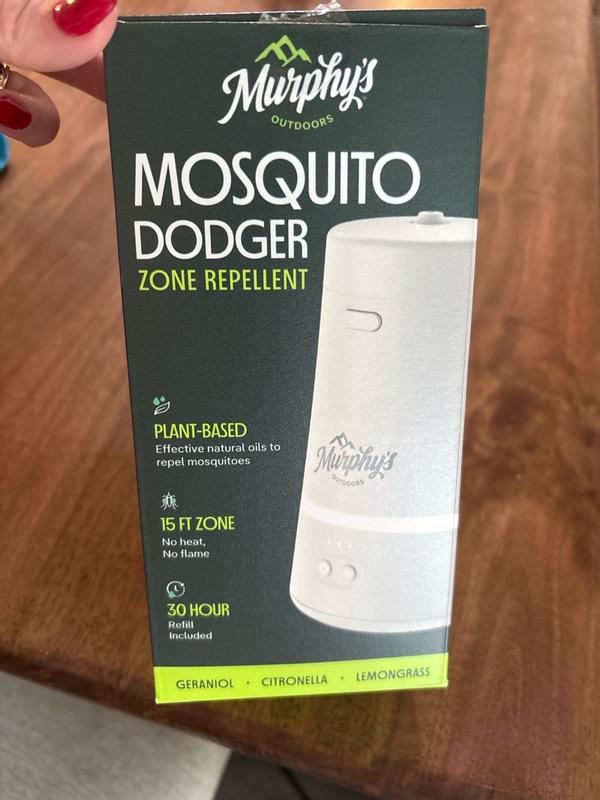 Murphy's
OUTDOORS
MOSQUITO
DODGER
ZONE REPELLENT
PLANT-BASED
Effective natural oils to
repel mosquitoes
15 FT ZONE
No heat,
No flame
30 HOUR
Refill
Included
Murphy's
OUTDOORS
GERANIOL · CITRONELLA · LEMONGRASS